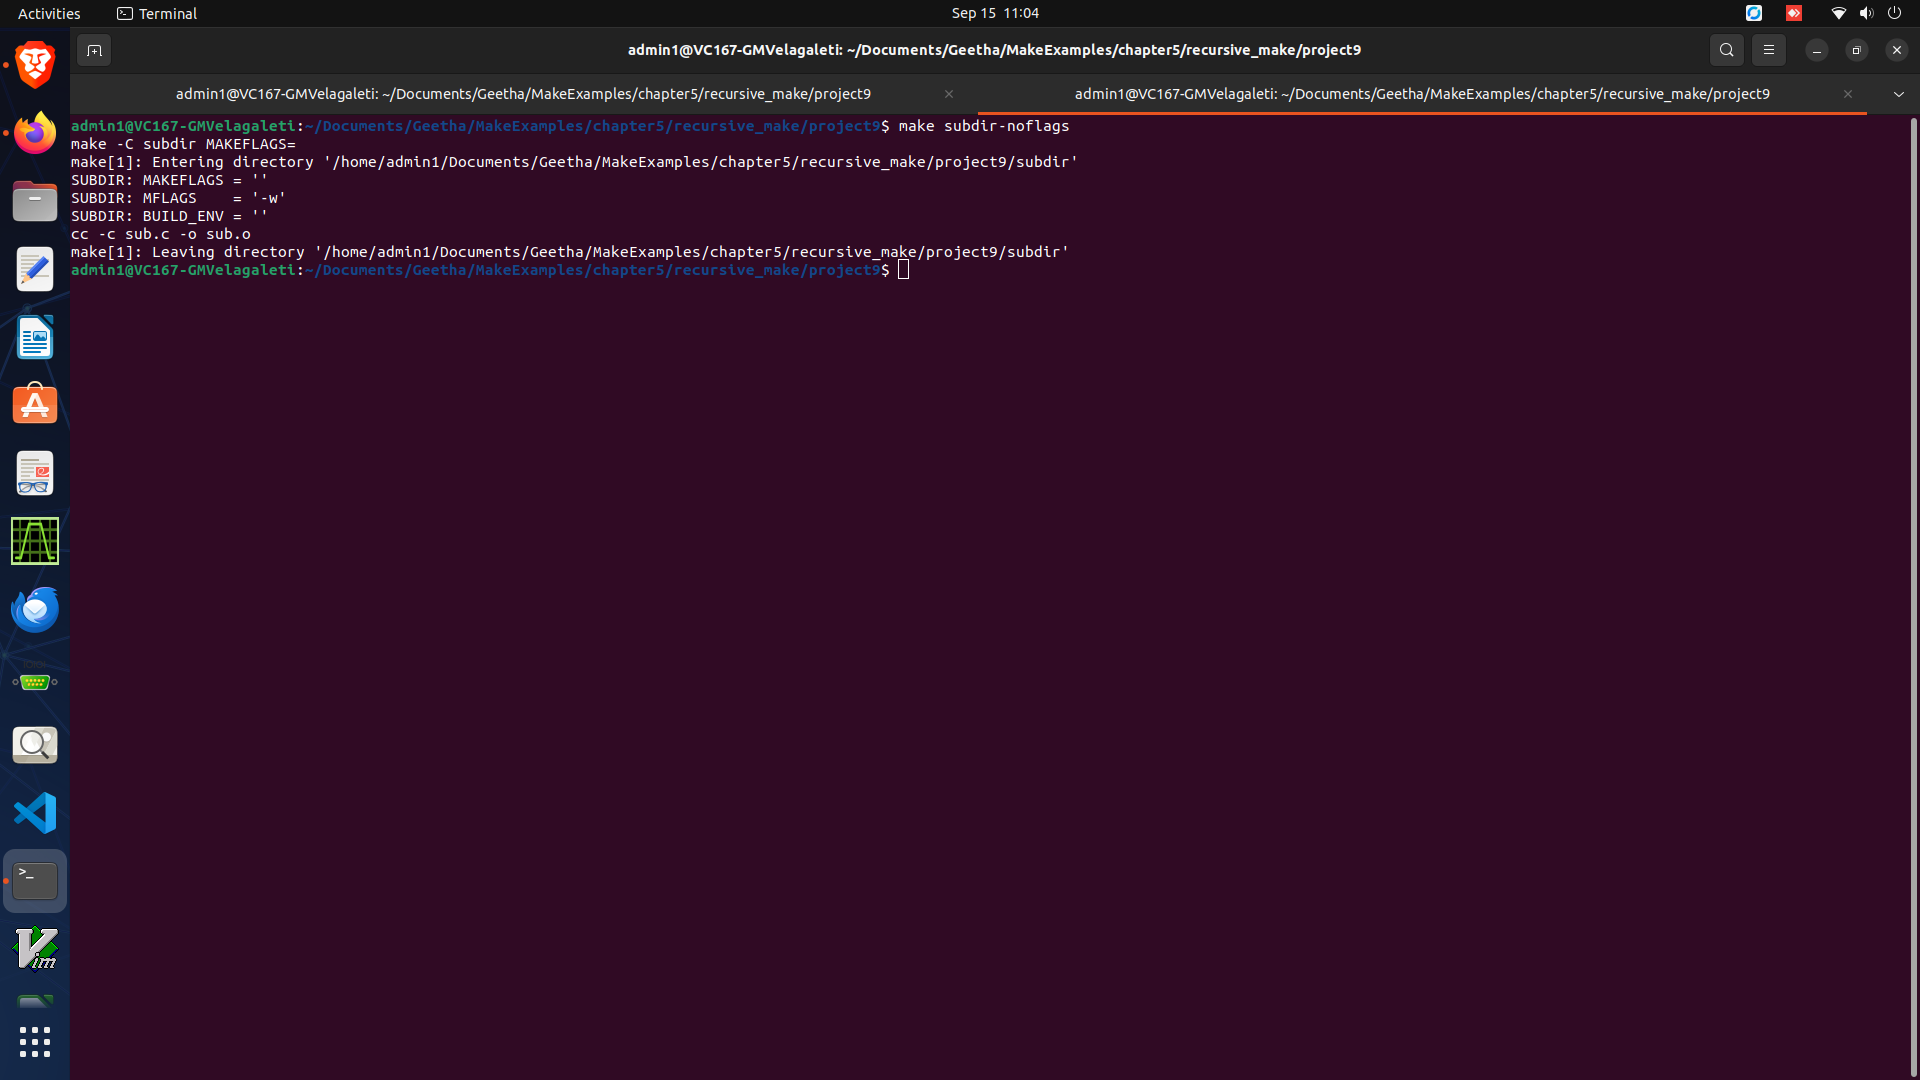 Activities
Terminal
Sep 15 11:04
admin1@VC167-GMVelagaleti: ~/Documents/Geetha/MakeExamples/chapter5/recursive_make/project9
admin1@VC167-GMVelagaleti: ~/Documents/Geetha/MakeExamples/chapter5/recursive_make/project9
admin1@VC167-GMVelagaleti: ~/Documents/Geetha/MakeExamples/chapter5/recursive_make/project9
admin1@VC167-GMVelagaleti:~/Documents/Geetha/MakeExamples/chapter5/recursive_make/project9$ make subdir-noflags
make -C subdir MAKEFLAGS=
make[1]: Entering directory '/home/admin1/Documents/Geetha/MakeExamples/chapter5/recursive_make/project9/subdir'
SUBDIR: MAKEFLAGS = ''
SUBDIR: MFLAGS    = '-w'
SUBDIR: BUILD_ENV = ''
cc -c sub.c -o sub.o
make[1]: Leaving directory '/home/admin1/Documents/Geetha/MakeExamples/chapter5/recursive_make/project9/subdir'
admin1@VC167-GMVelagaleti:~/Documents/Geetha/MakeExamples/chapter5/recursive_make/project9$
>_
Vim